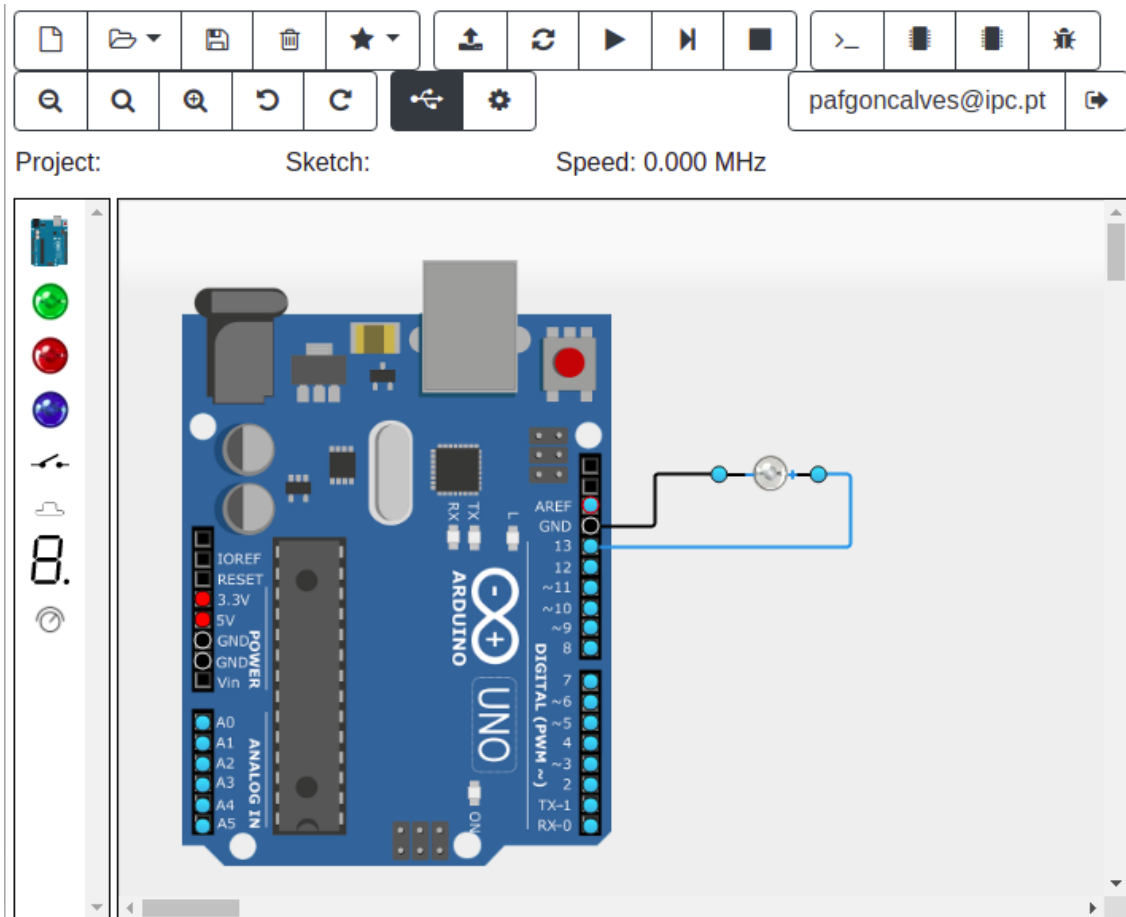 >_
pafgoncalves@ipc.pt
Project:
Sketch:
Speed: 0.000 MHz
AREF
GND
13
12
~11
~10
~9
8
7
~6
~5
4
~3
2
TX-1
RX-0
DIGITAL (PWM ~)
RX
TX
L
ARDUINO
UNO
ON
IOREF
RESET
3.3V
5V
GND
GND
Vin
POWER
A0
A1
A2
A3
A4
A5
ANALOG IN
8.